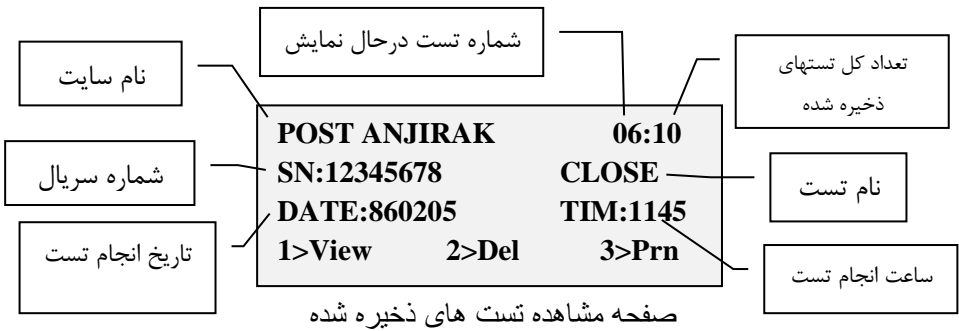 شماره تست درحال نمایش
تعداد کل تستهای
ذخیره شده
نام سایت
POST ANJIRAK 06:10
SN:12345678 CLOSE
شماره سریال
نام تست
DATE:860205 TIM:1145
1>View 2>Del 3>Prn
تاریخ انجام تست
ساعت انجام تست
صفحه مشاهده تست های ذخیره شده